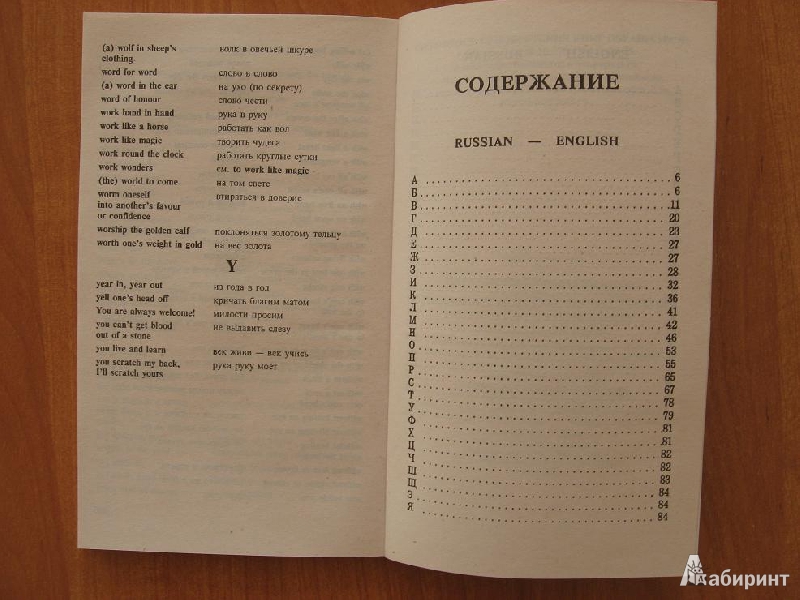 (a) wolf in sheep's clothing. волк в овечьей шкуре
word for word слово в слово
(a) word in the ear на ухо (по секрету)
word of honour слово чести
work hand in hand рука в руку
work like a horse работать как вол
work like magic творить чудеса
work round the clock работать круглые сутки
work wonders см. to work like magic
(the) world to come на том свете
worm oneself втираться в доверие
into another's favour
or confidence
worship the golden calf поклоняться золотому тельцу
worth one's weight in gold на вес золота
Y
year in, year out из года в год
yell one's head off кричать благим матом
You are always welcome! милости просим
you can't get blood не выдавить слезу
out of a stone
you live and learn век живи — век учись
you scratch my back, рука руку моет
I'll scratch yours
СОДЕРЖАНИЕ
RUSSIAN — ENGLISH
А 6
Б 6
В 11
Г 20
Д 23
Е 27
Ж 27
З 28
И 32
К 36
Л 41
М 42
Н 46
О 53
П 55
Р 65
С 67
Т 78
У 79
Ф 81
Х 81
Ц 82
Ч 82
Ш 83
Щ 84
Э 84
Я 84
Лабиринт